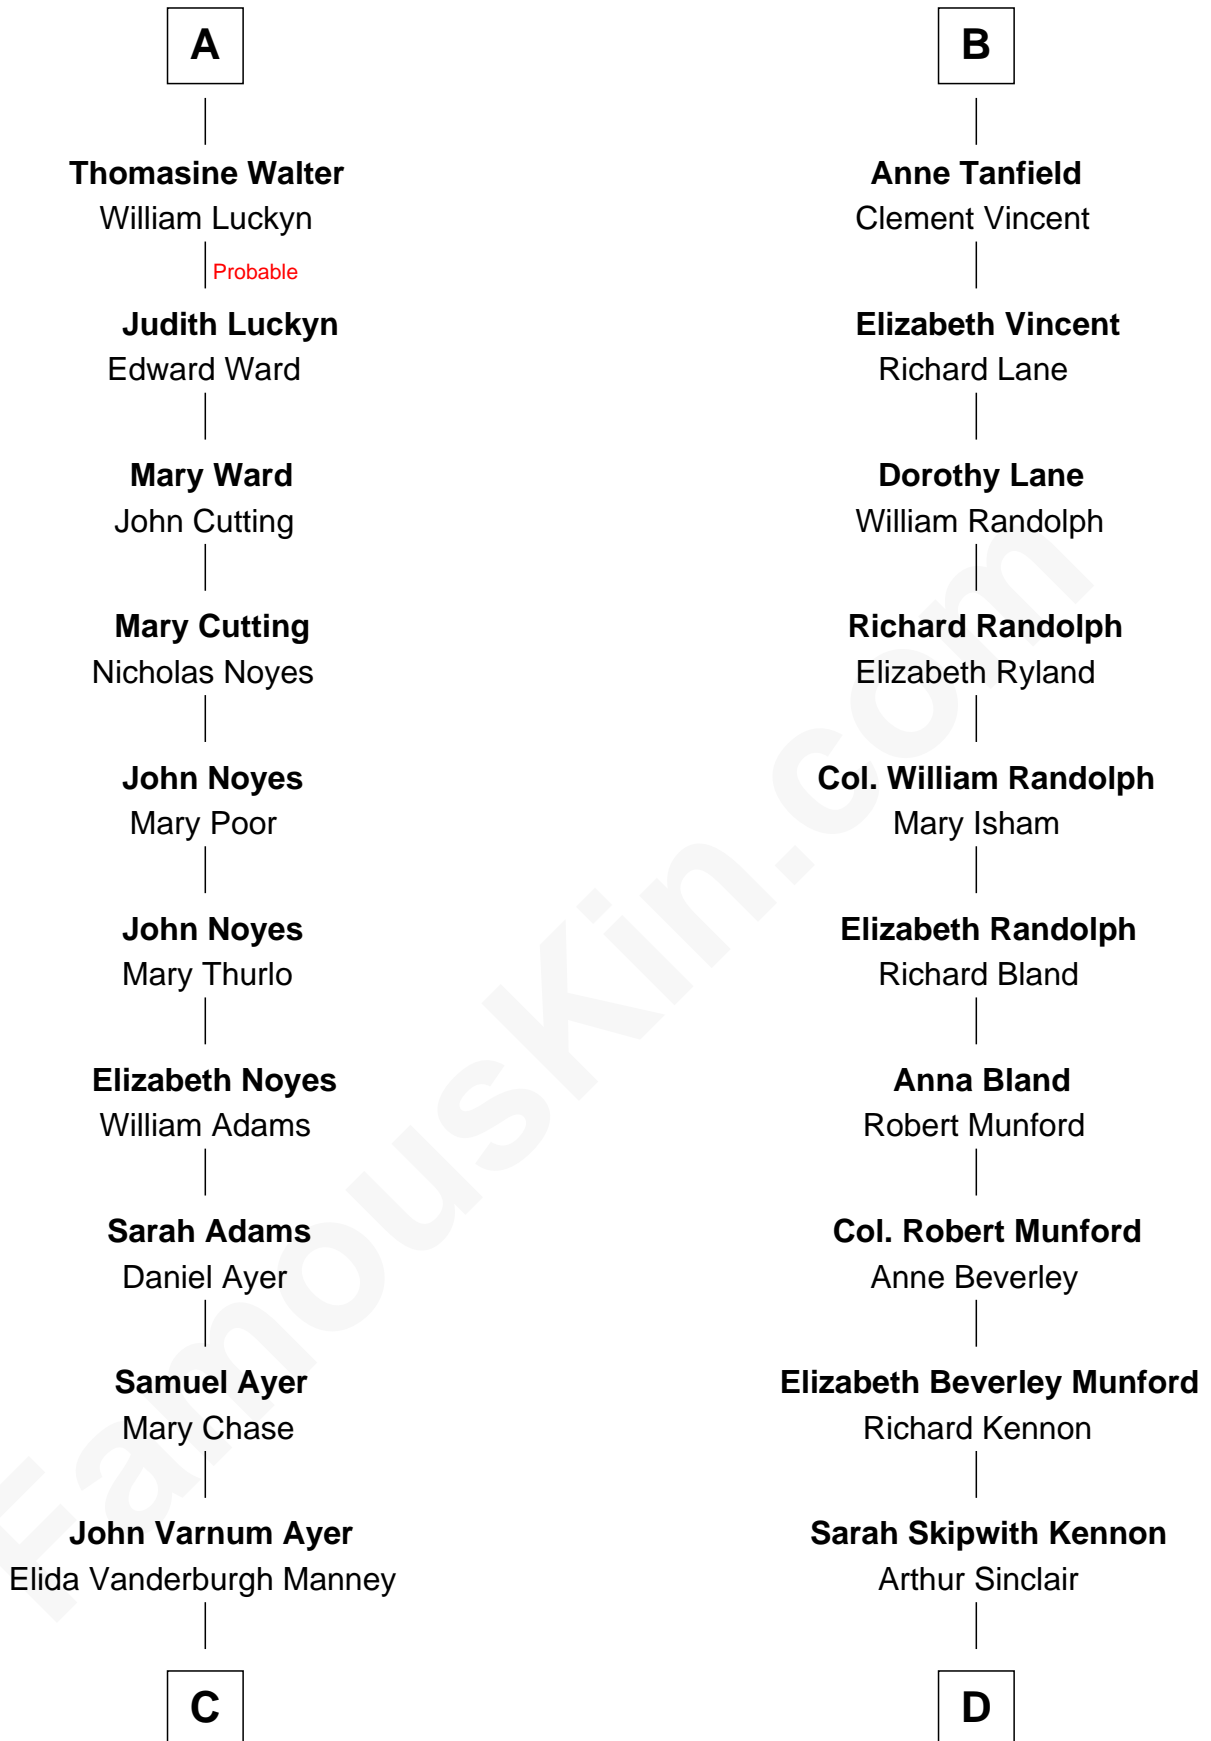 A
Thomasine Walter
William Luckyn
Probable
Judith Luckyn
Edward Ward
Mary Ward
John Cutting
Mary Cutting
Nicholas Noyes
John Noyes
Mary Poor
John Noyes
Mary Thurlo
Elizabeth Noyes
William Adams
Sarah Adams
Daniel Ayer
Samuel Ayer
Mary Chase
John Varnum Ayer
Elida Vanderburgh Manney
C
B
Anne Tanfield
Clement Vincent
Elizabeth Vincent
Richard Lane
Dorothy Lane
William Randolph
Richard Randolph
Elizabeth Ryland
Col. William Randolph
Mary Isham
Elizabeth Randolph
Richard Bland
Anna Bland
Robert Munford
Col. Robert Munford
Anne Beverley
Elizabeth Beverley Munford
Richard Kennon
Sarah Skipwith Kennon
Arthur Sinclair
D
FamousKin.com